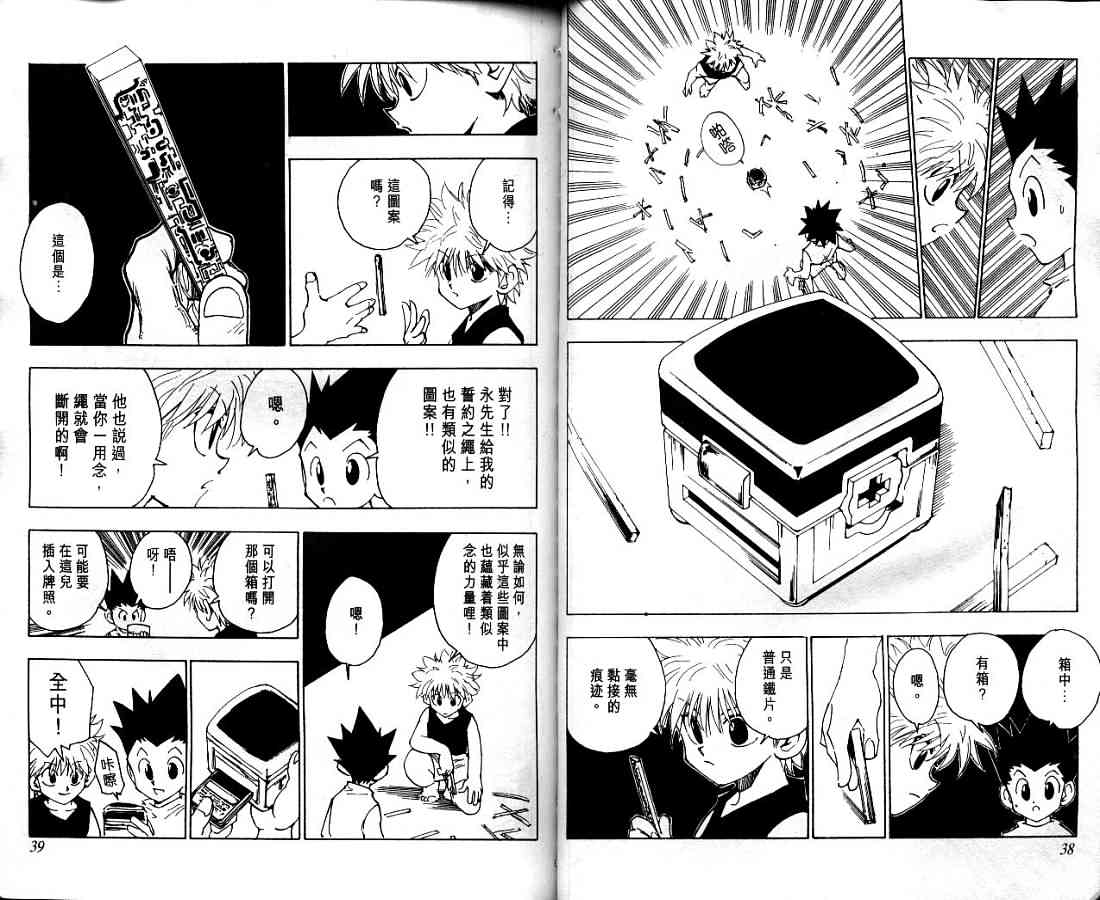 啪
嗒
箱中…
有箱？
嗯。
只是
普通鐵片。
毫無
黏接的
痕迹。
38
記得…
這圖案
嗎？
這個是…
對了!!
永先生給我的
誓約之繩上，
也有類似的
圖案!!
嗯。
他也説過，
當你一用念，
繩就會
斷開的啊！
無論如何，
似乎這些圖案中
也蘊藏着類似
念的力量哩！
嗯！
可以打開
那個箱嗎？
唔——
呀！
可能要
在這兒
插入牌照。
咔嚓
全中！
39